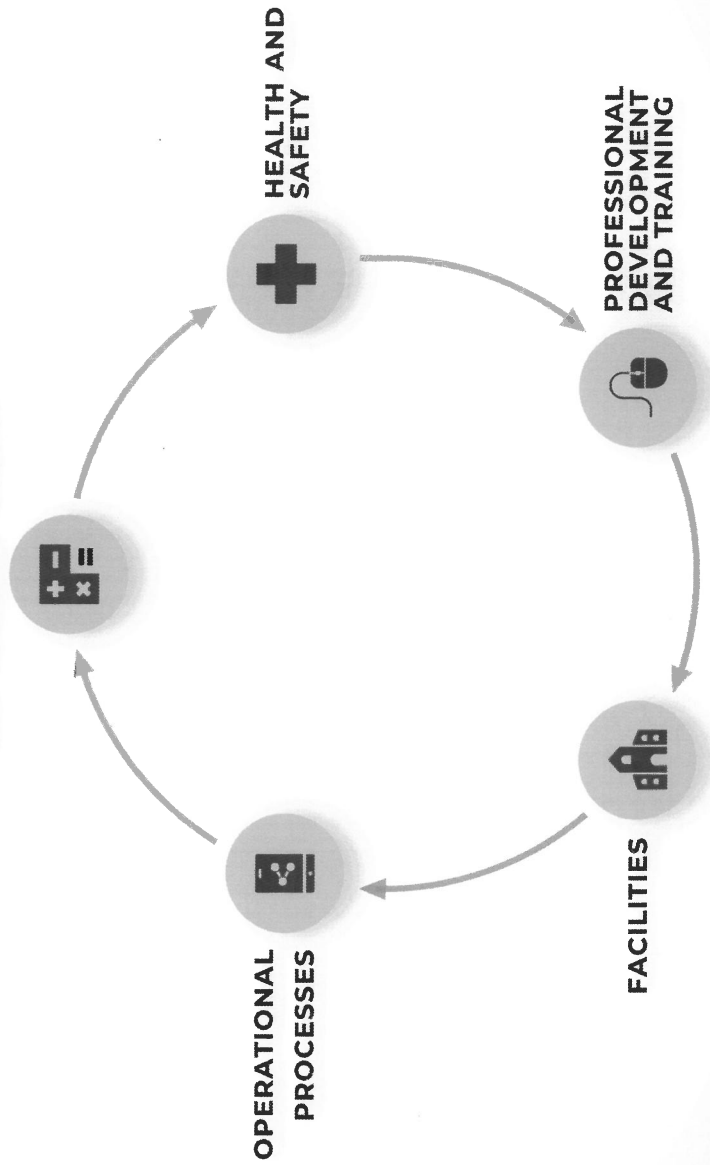 OPERATIONAL
PROCESSES
HEALTH AND
SAFETY
FACILITIES
PROFESSIONAL
DEVELOPMENT
AND TRAINING